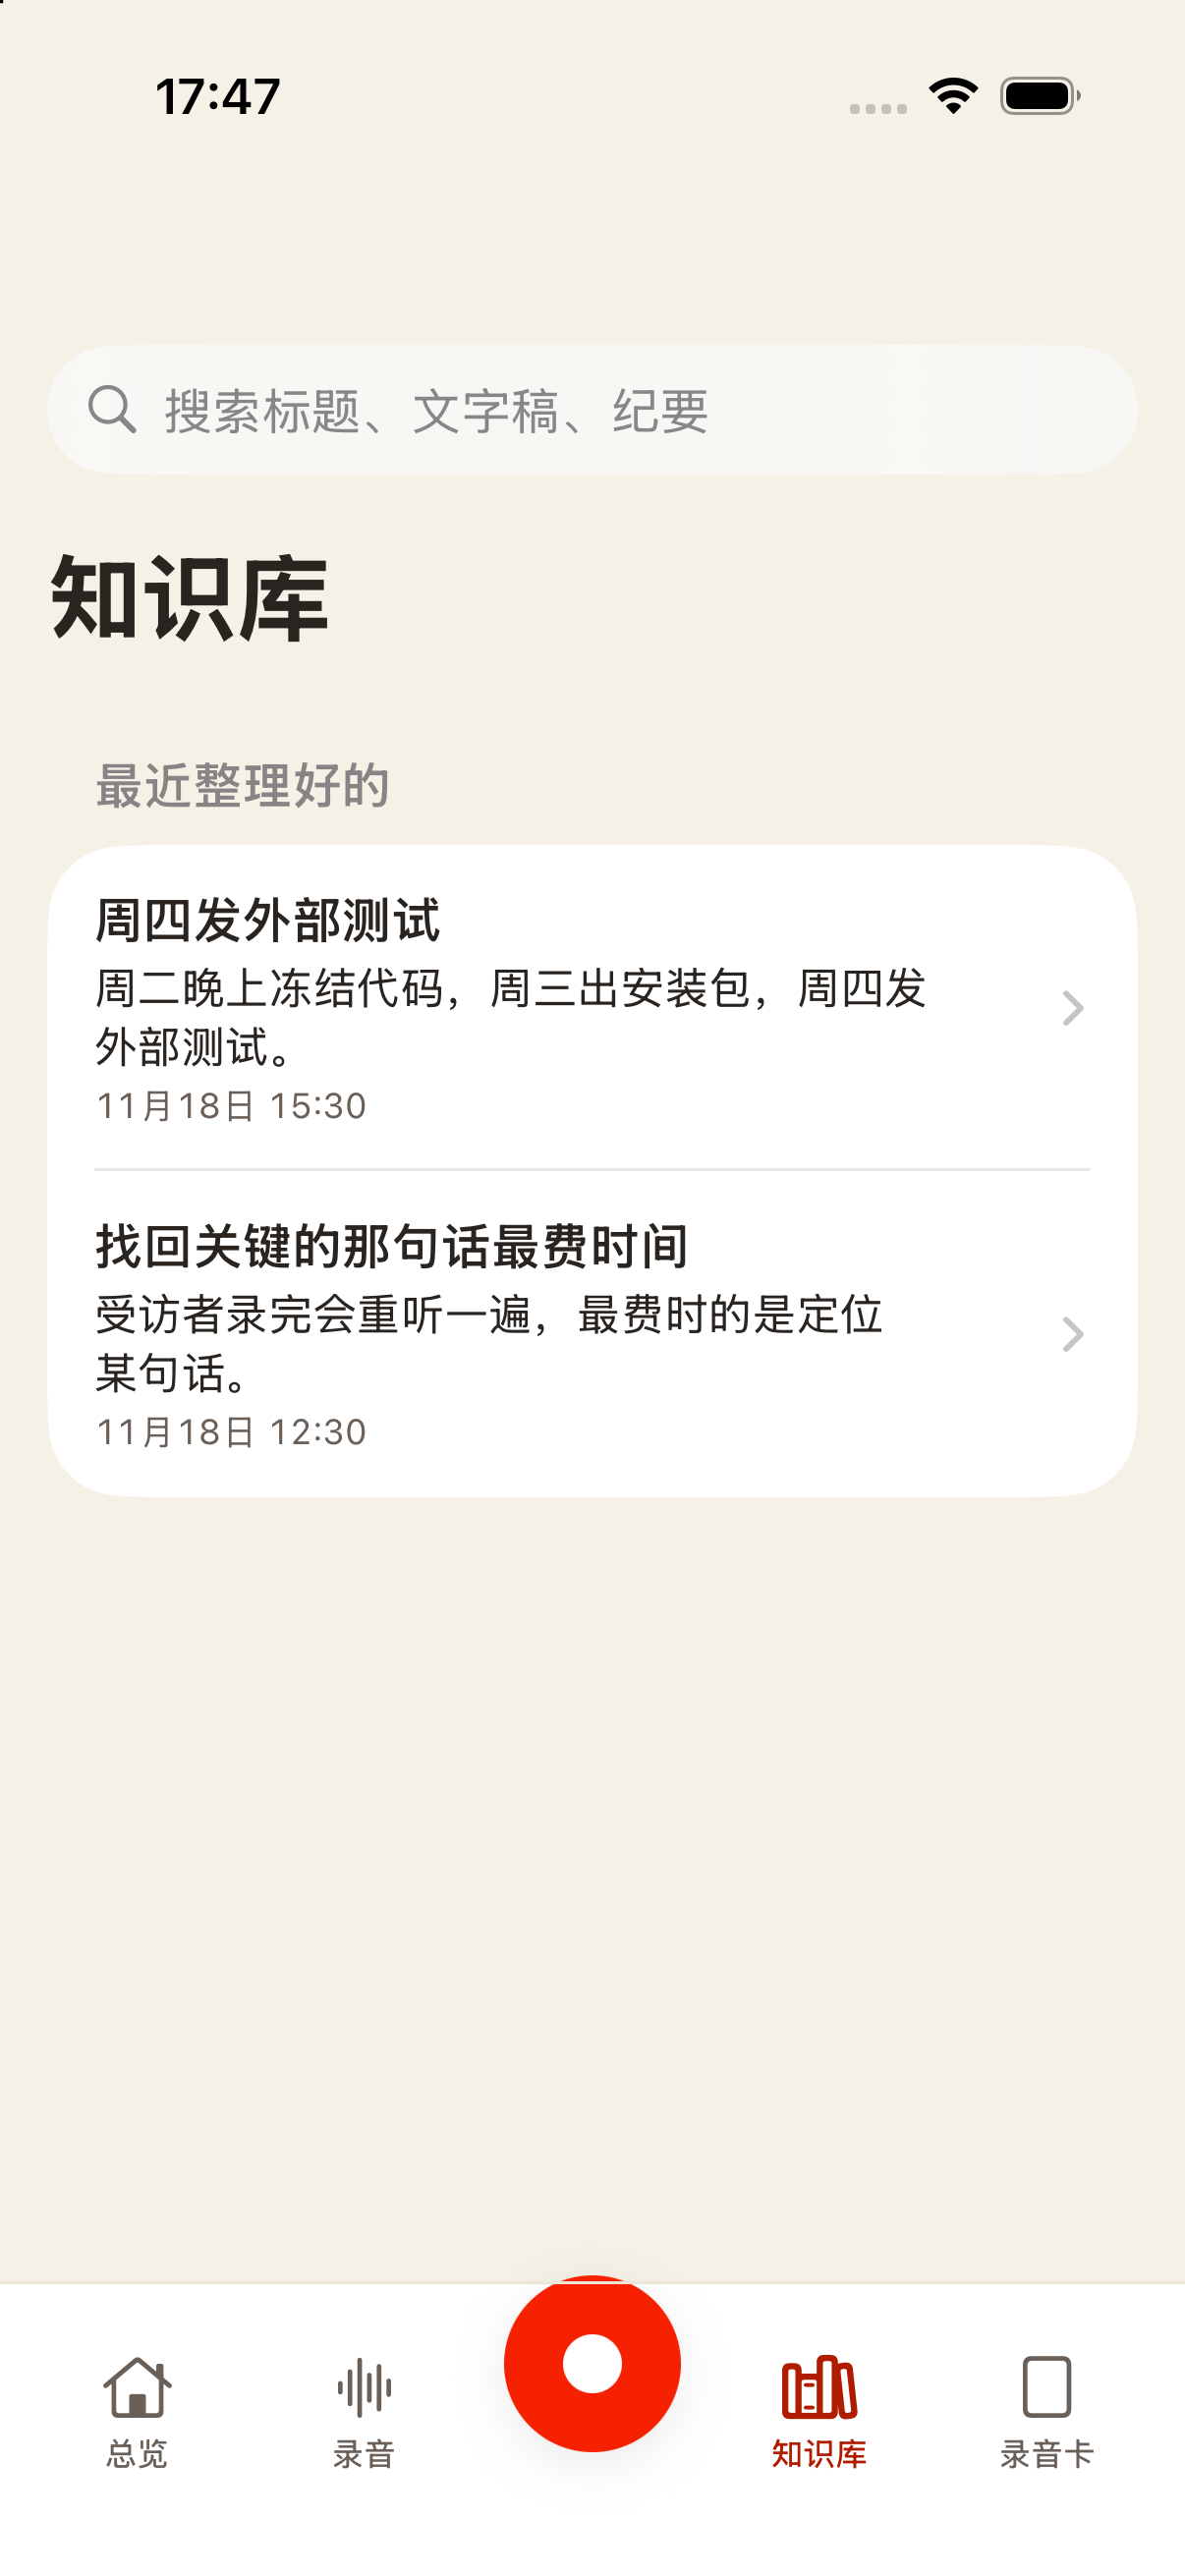 17:47
搜索标题、文字稿、纪要
知识库
最近整理好的
周四发外部测试
周二晚上冻结代码，周三出安装包，周四发
外部测试。
11月18日 15:30
找回关键的那句话最费时间
受访者录完会重听一遍，最费时的是定位
某句话。
11月18日 12:30
总览
录音
知识库
录音卡